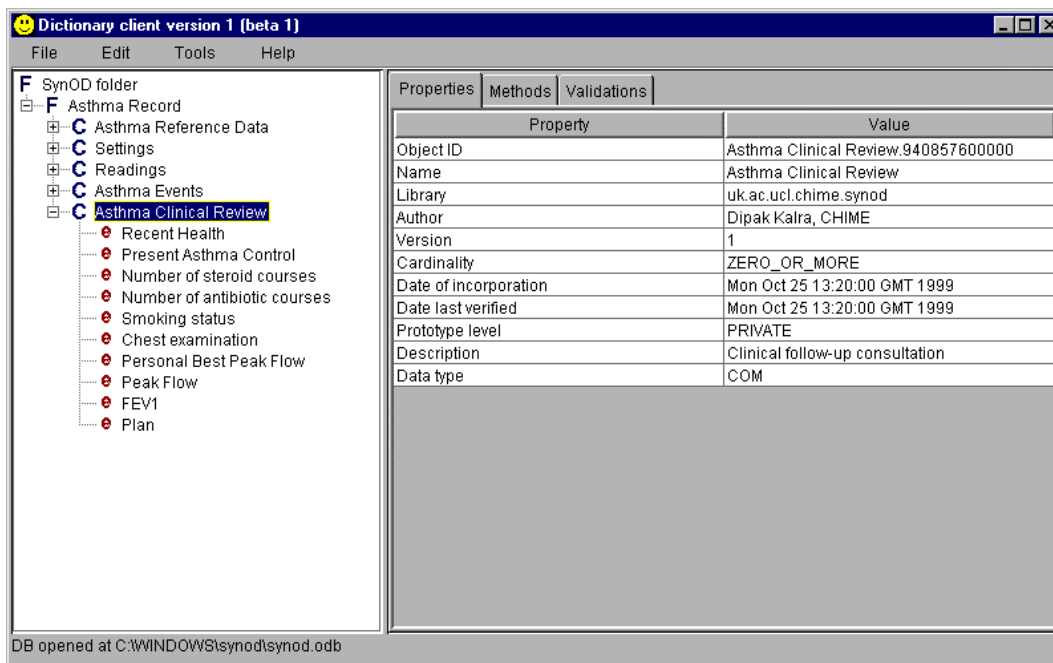 Dictionary client version 1 (beta 1)
File Edit Tools Help
F SynOD folder
F Asthma Record
C Asthma Reference Data
C Settings
C Readings
C Asthma Events
C Asthma Clinical Review
e Recent Health
e Present Asthma Control
e Number of steroid courses
e Number of antibiotic courses
e Smoking status
e Chest examination
e Personal Best Peak Flow
e Peak Flow
e FEV1
e Plan
Properties Methods Validations
Property Value
Object ID Asthma Clinical Review.940857600000
Name Asthma Clinical Review
Library uk.ac.ucl.chime.synod
Author Dipak Kalra, CHIME
Version 1
Cardinality ZERO_OR_MORE
Date of incorporation Mon Oct 25 13:20:00 GMT 1999
Date last verified Mon Oct 25 13:20:00 GMT 1999
Prototype level PRIVATE
Description Clinical follow-up consultation
Data type COM
DB opened at C:\WINDOWS\synod\synod.odb